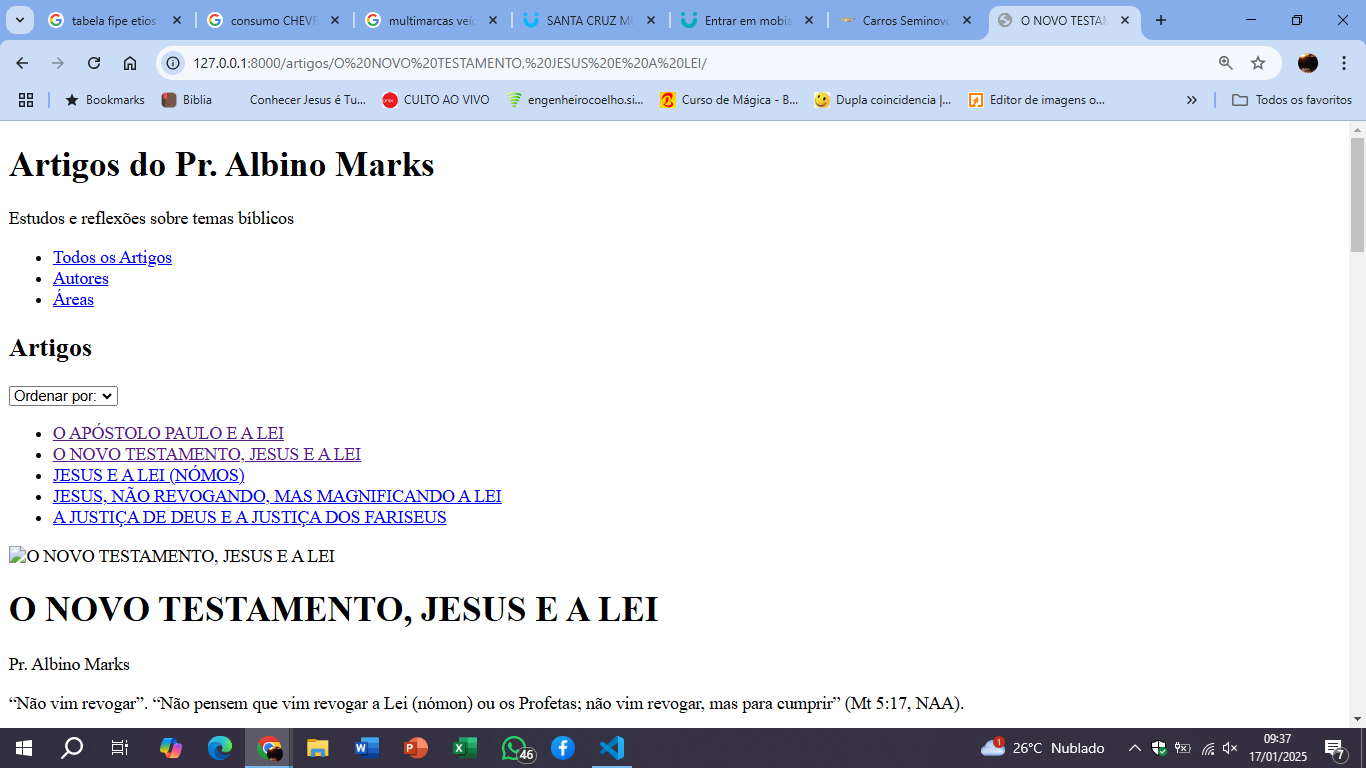 tabela fipe etios
consumo CHEVR
multimarcas veíc
SANTA CRUZ MU
Entrar em mobia
Carros Seminovo
O NOVO TESTAM
127.0.0.1:8000/artigos/O%20NOVO%20TESTAMENTO,%20JESUS%20E%20A%20LEI/
Bookmarks
Biblia
Conhecer Jesus é Tu...
CULTO AO VIVO
engenheirocoelho.si...
Curso de Mágica - B...
Dupla coincidencia |...
Editor de imagens o...
Todos os favoritos
Artigos do Pr. Albino Marks
Estudos e reflexões sobre temas bíblicos
Todos os Artigos
Autores
Áreas
Artigos
Ordenar por:
O APÓSTOLO PAULO E A LEI
O NOVO TESTAMENTO, JESUS E A LEI
JESUS E A LEI (NÓMOS)
JESUS, NÃO REVOGANDO, MAS MAGNIFICANDO A LEI
A JUSTIÇA DE DEUS E A JUSTIÇA DOS FARISEUS
O NOVO TESTAMENTO, JESUS E A LEI
O NOVO TESTAMENTO, JESUS E A LEI
Pr. Albino Marks
“Não vim revogar”. “Não pensem que vim revogar a Lei (nómon) ou os Profetas; não vim revogar, mas para cumprir” (Mt 5:17, NAA).
46
1
26°C Nublado
09:37
17/01/2025
7